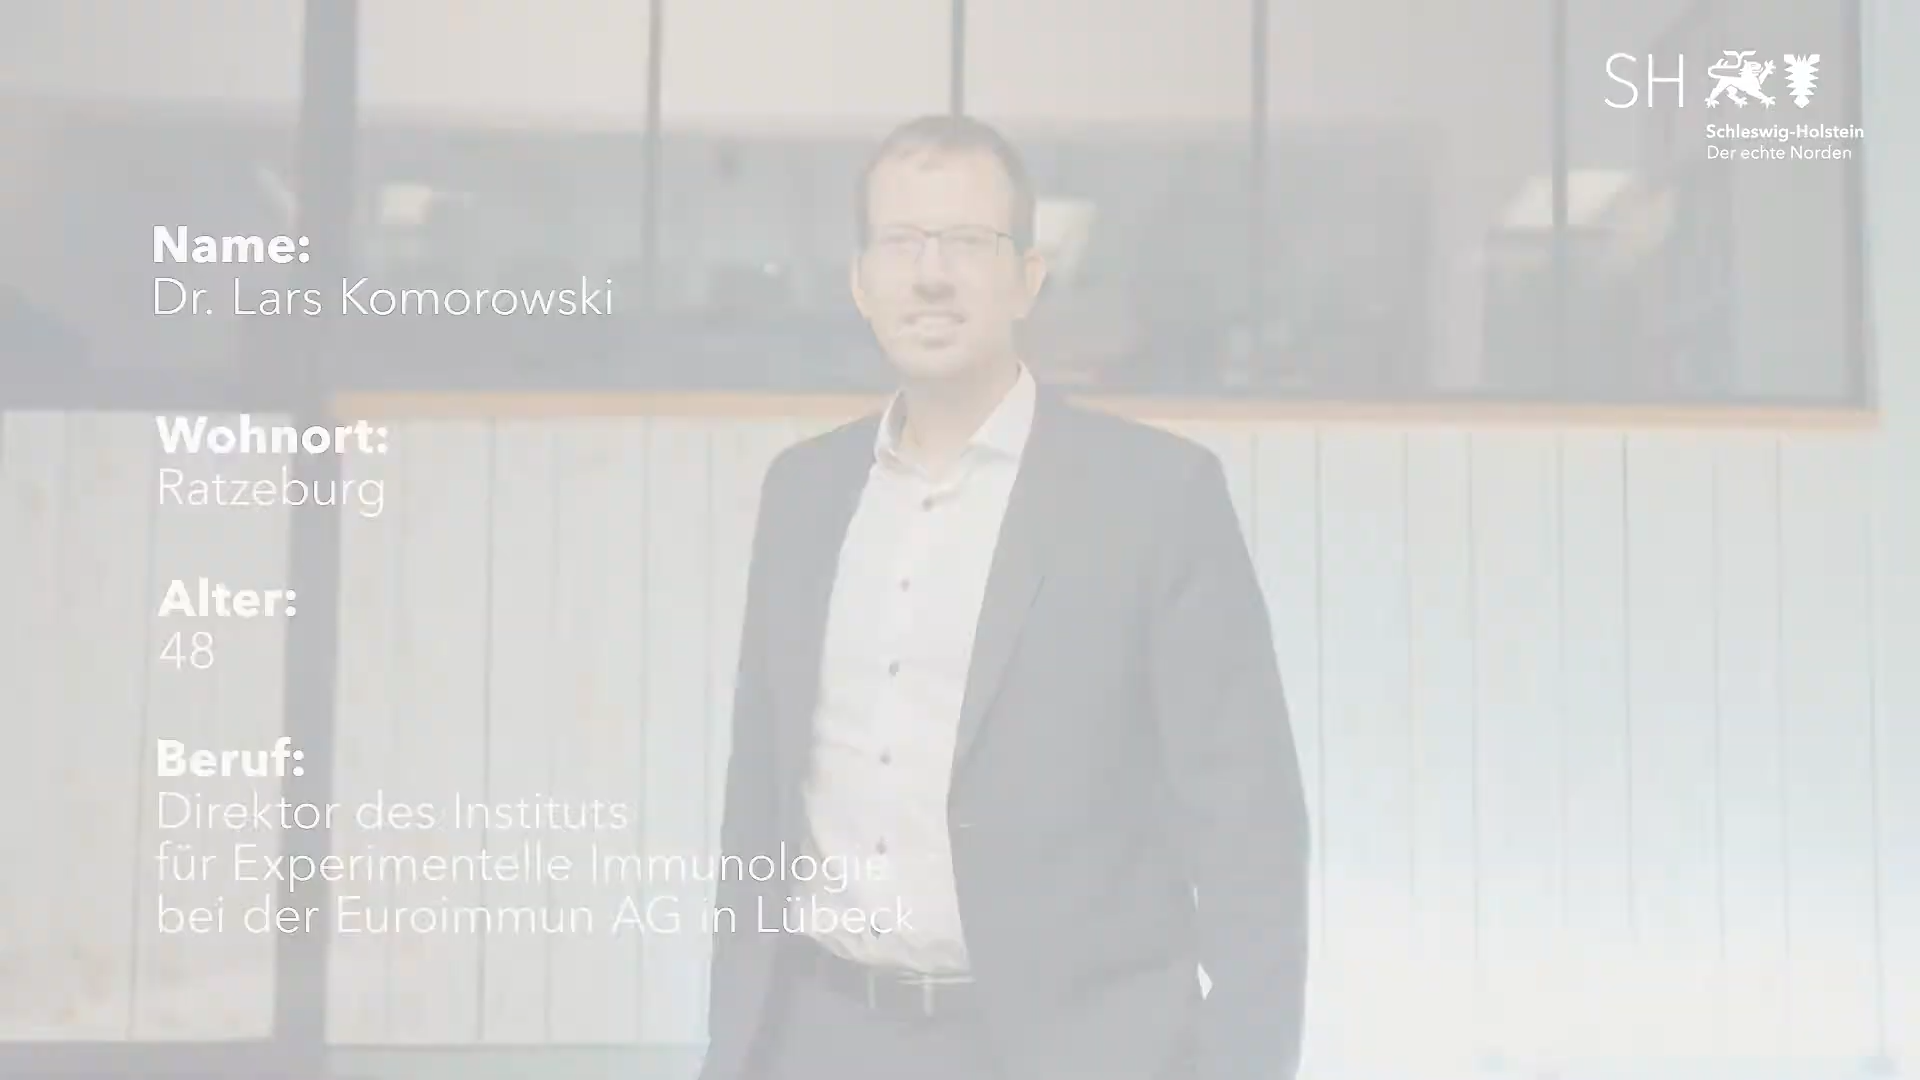 SH
Schleswig-Holstein
Der echte Norden
Name:
Dr. Lars Komorowski
Wohnort:
Ratzeburg
Alter:
48
Beruf:
Direktor des Instituts
für Experimentelle Immunologie
bei der Euroimmun AG in Lübeck